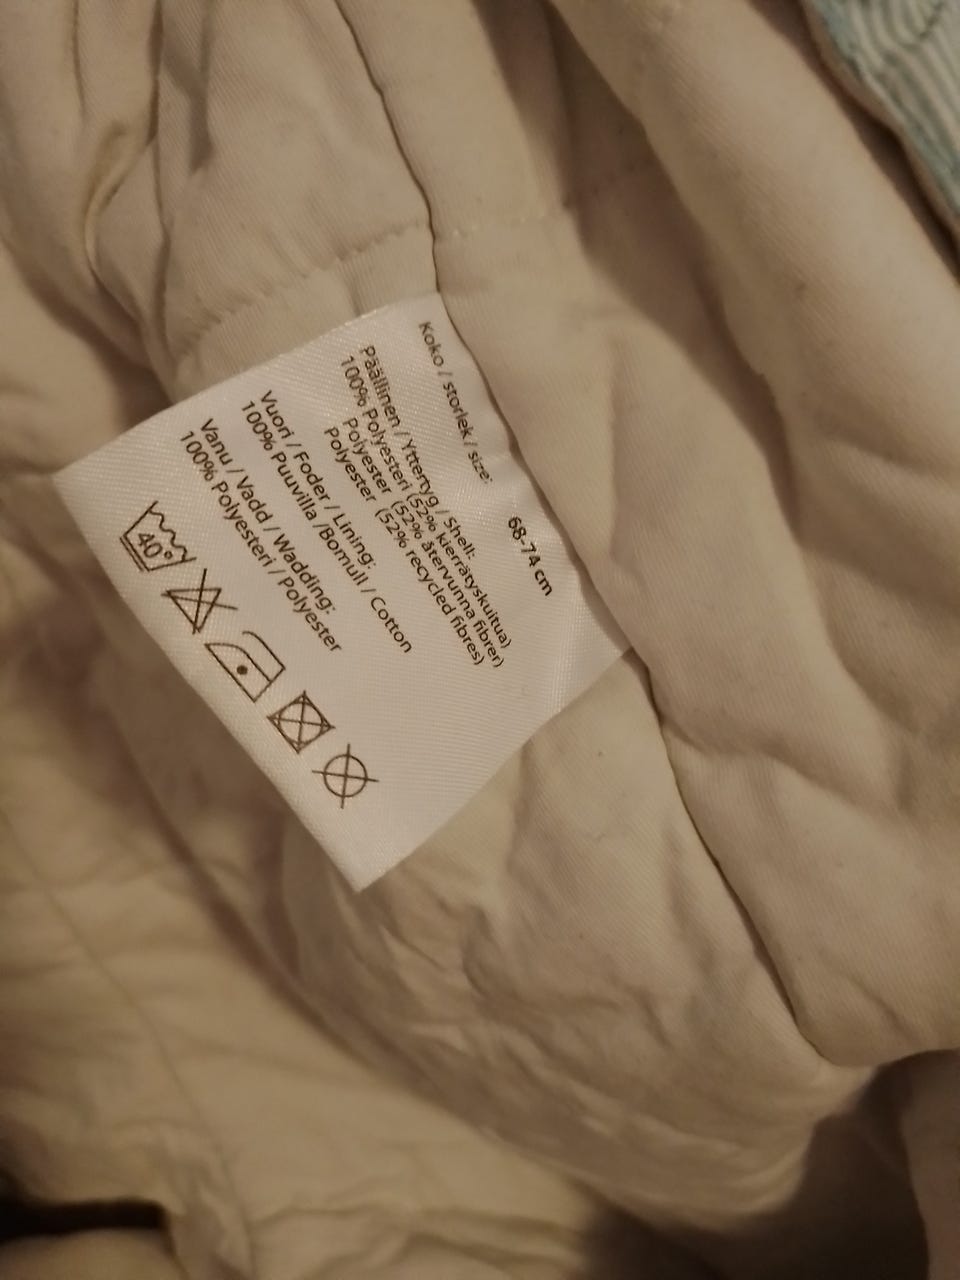 Koko / storlek / size:
68-74 cm
Päällinen / Yttertyg / Shell:
100% Polyesteri (52% kierrätyskuitua)
Polyester (52% återvunna fibrer)
Polyester (52% recycled fibres)
Vuori / Foder / Lining:
100% Puuvilla /Bomull / Cotton
Vanu / Vadd / Wadding:
100% Polyesteri / Polyester
40°